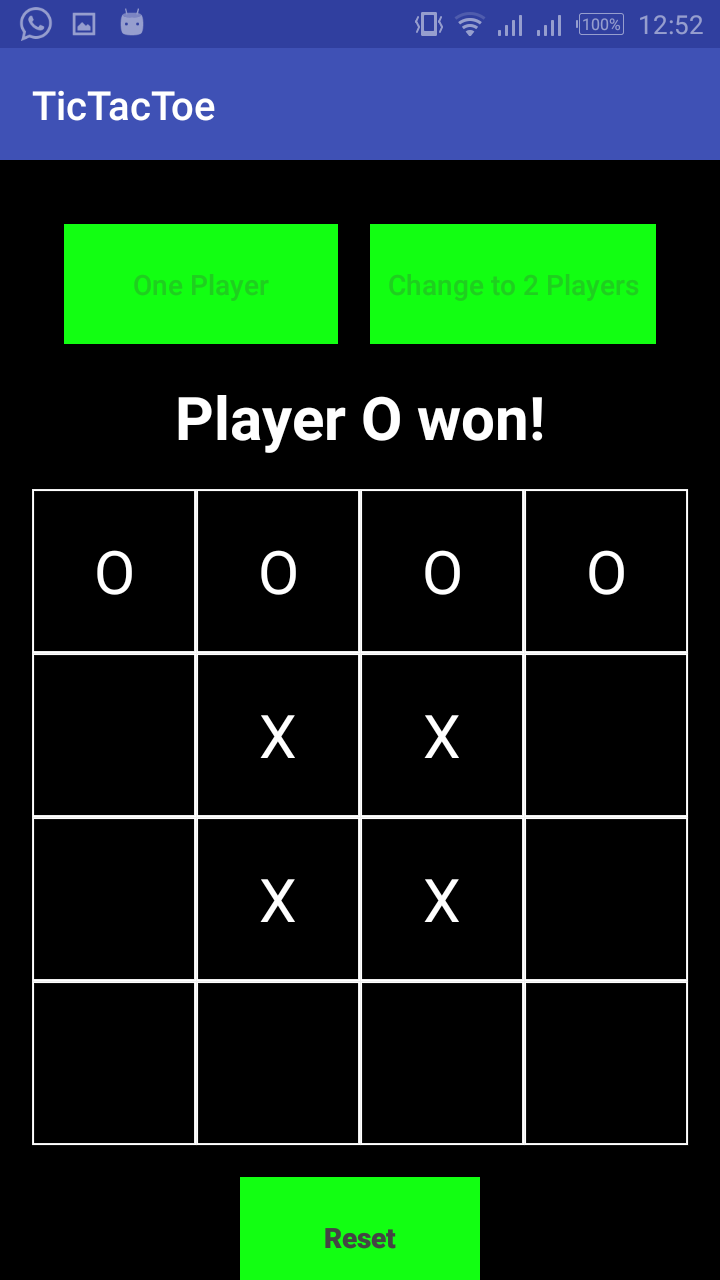 100% 12:52
TicTacToe
One Player Change to 2 Players
Player O won!
O O O O
X X
X X
Reset